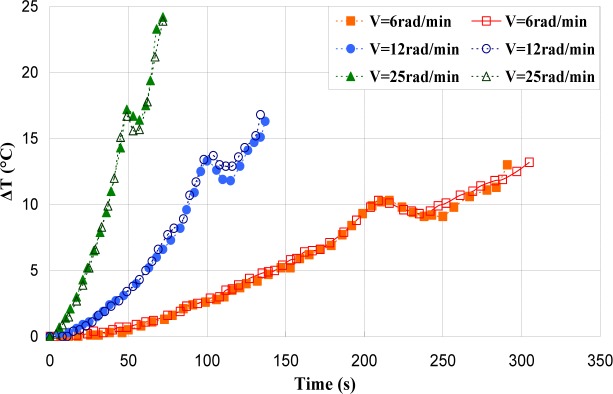 25
20
15
10
5
0
ΔT (°C)
V=6rad/min V=6rad/min
V=12rad/min V=12rad/min
V=25rad/min V=25rad/min
0 50 100 150 200 250 300 350
Time (s)